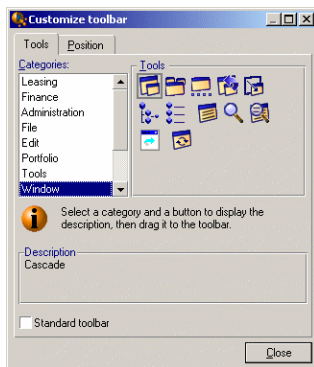 Customize toolbar
Tools Position
Categories:
Tools
Leasing
Finance
Administration
File
Edit
Portfolio
Tools
Window
Select a category and a button to display the
description, then drag it to the toolbar.
Description
Cascade
Standard toolbar
Close